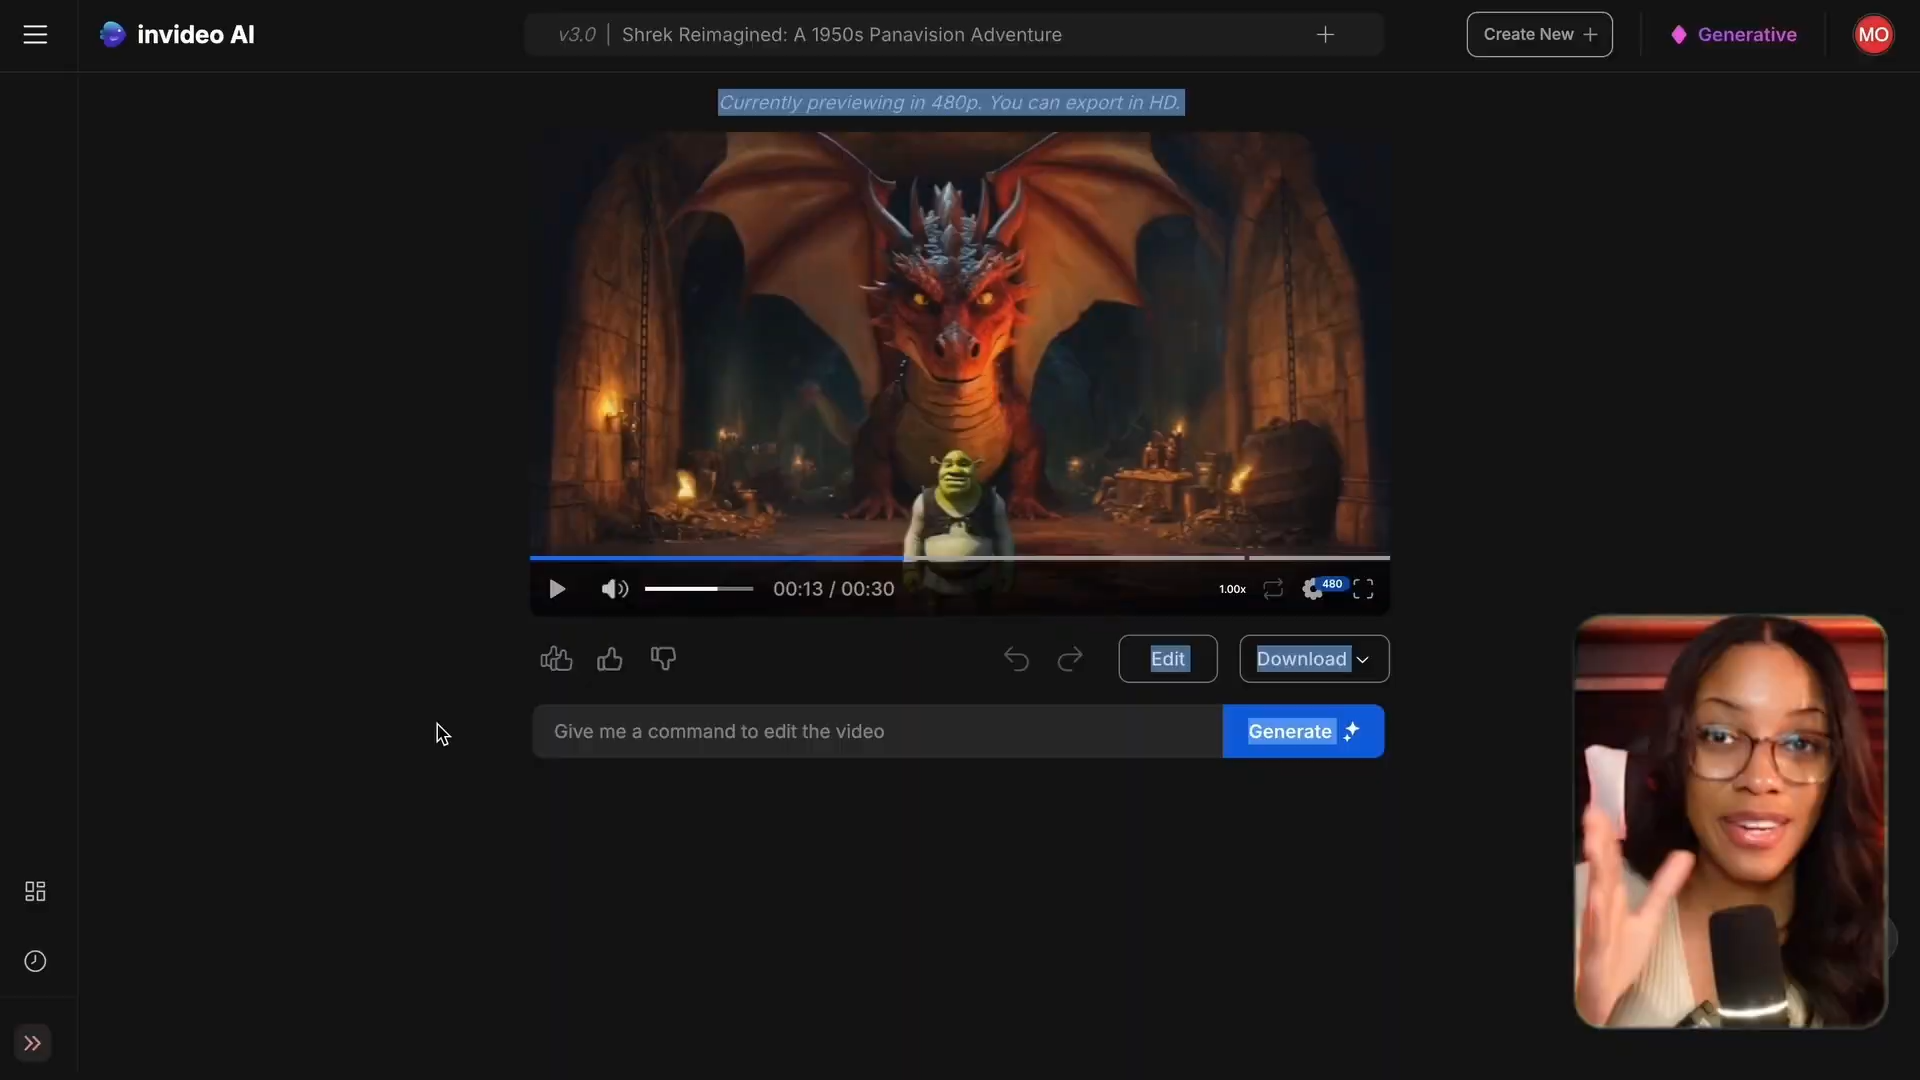 invideo AI
v3.0 | Shrek Reimagined: A 1950s Panavision Adventure
Create New
Generative
MO
Currently previewing in 480p. You can export in HD.
00:13 / 00:30
1.00x
480
Edit
Download
Give me a command to edit the video
Generate